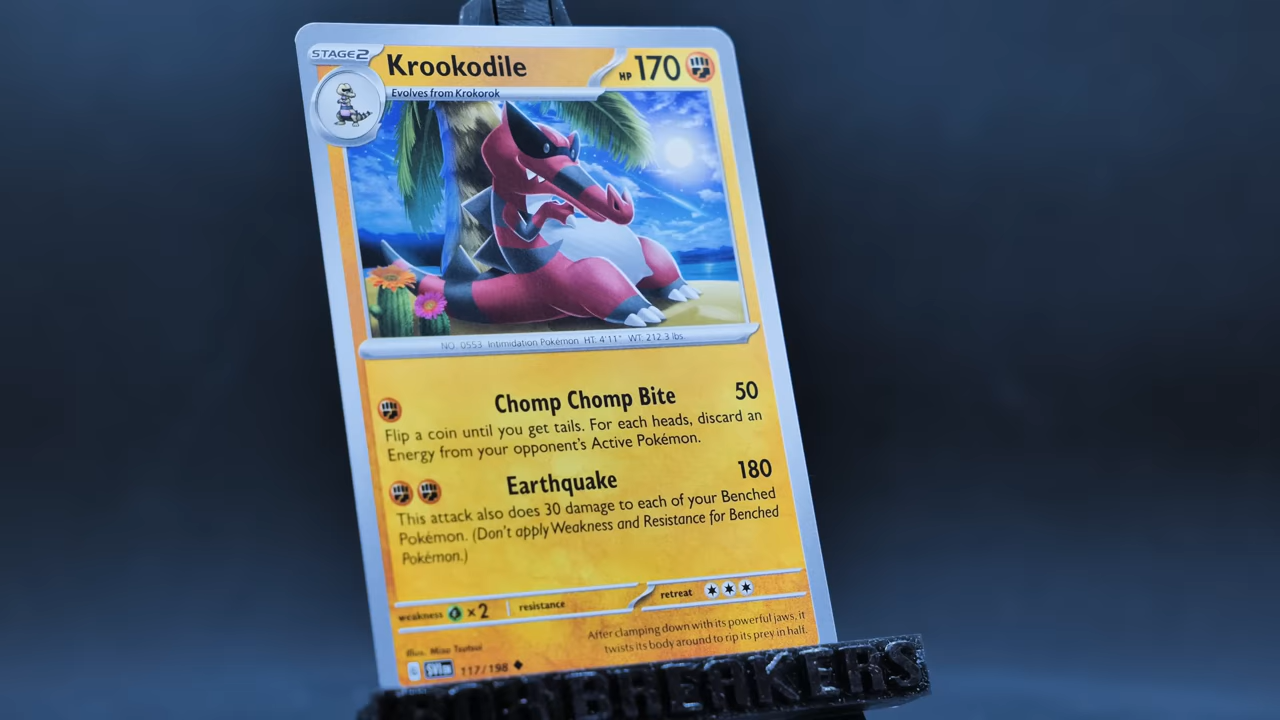 STAGE2
Krookodile
HP 170
Evolves from Krokorok
NO. 0553 Intimidation Pokémon HT: 4'11" WT: 212.3 lbs.
Chomp Chomp Bite 50
Flip a coin until you get tails. For each heads, discard an
Energy from your opponent's Active Pokémon.
Earthquake 180
This attack also does 30 damage to each of your Benched
Pokémon. (Don't apply Weakness and Resistance for Benched
Pokémon.)
weakness ×2 resistance retreat
After clamping down with its powerful jaws, it
twists its body around to rip its prey in half.
Illus. Miso Tsutsui
SVI EN 117/198
BREAKERS